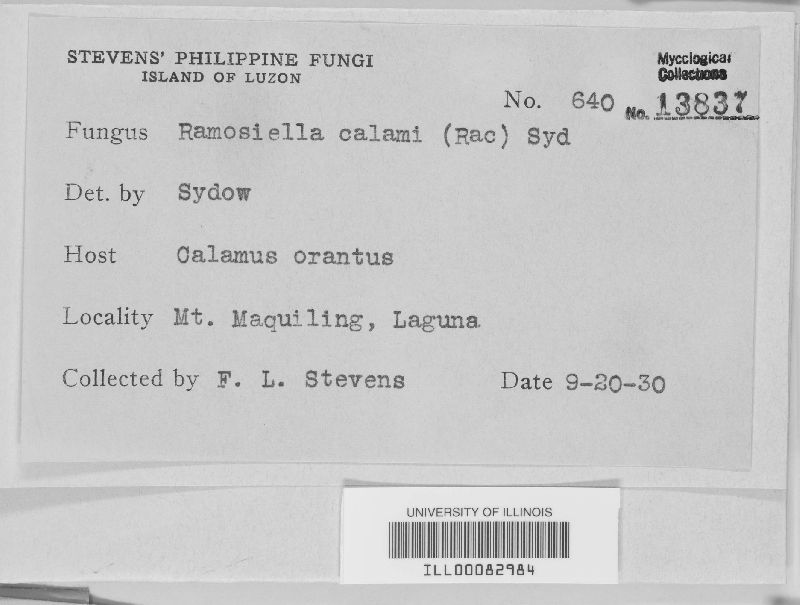 STEVENS' PHILIPPINE FUNGI
ISLAND OF LUZON
Mycological
Collections
No. 640 No. 13837
Fungus Ramosiella calami (Rac) Syd
Det. by Sydow
Host Calamus orantus
Locality Mt. Maquiling, Laguna
Collected by F. L. Stevens Date 9-20-30
UNIVERSITY OF ILLINOIS
ILL00082984